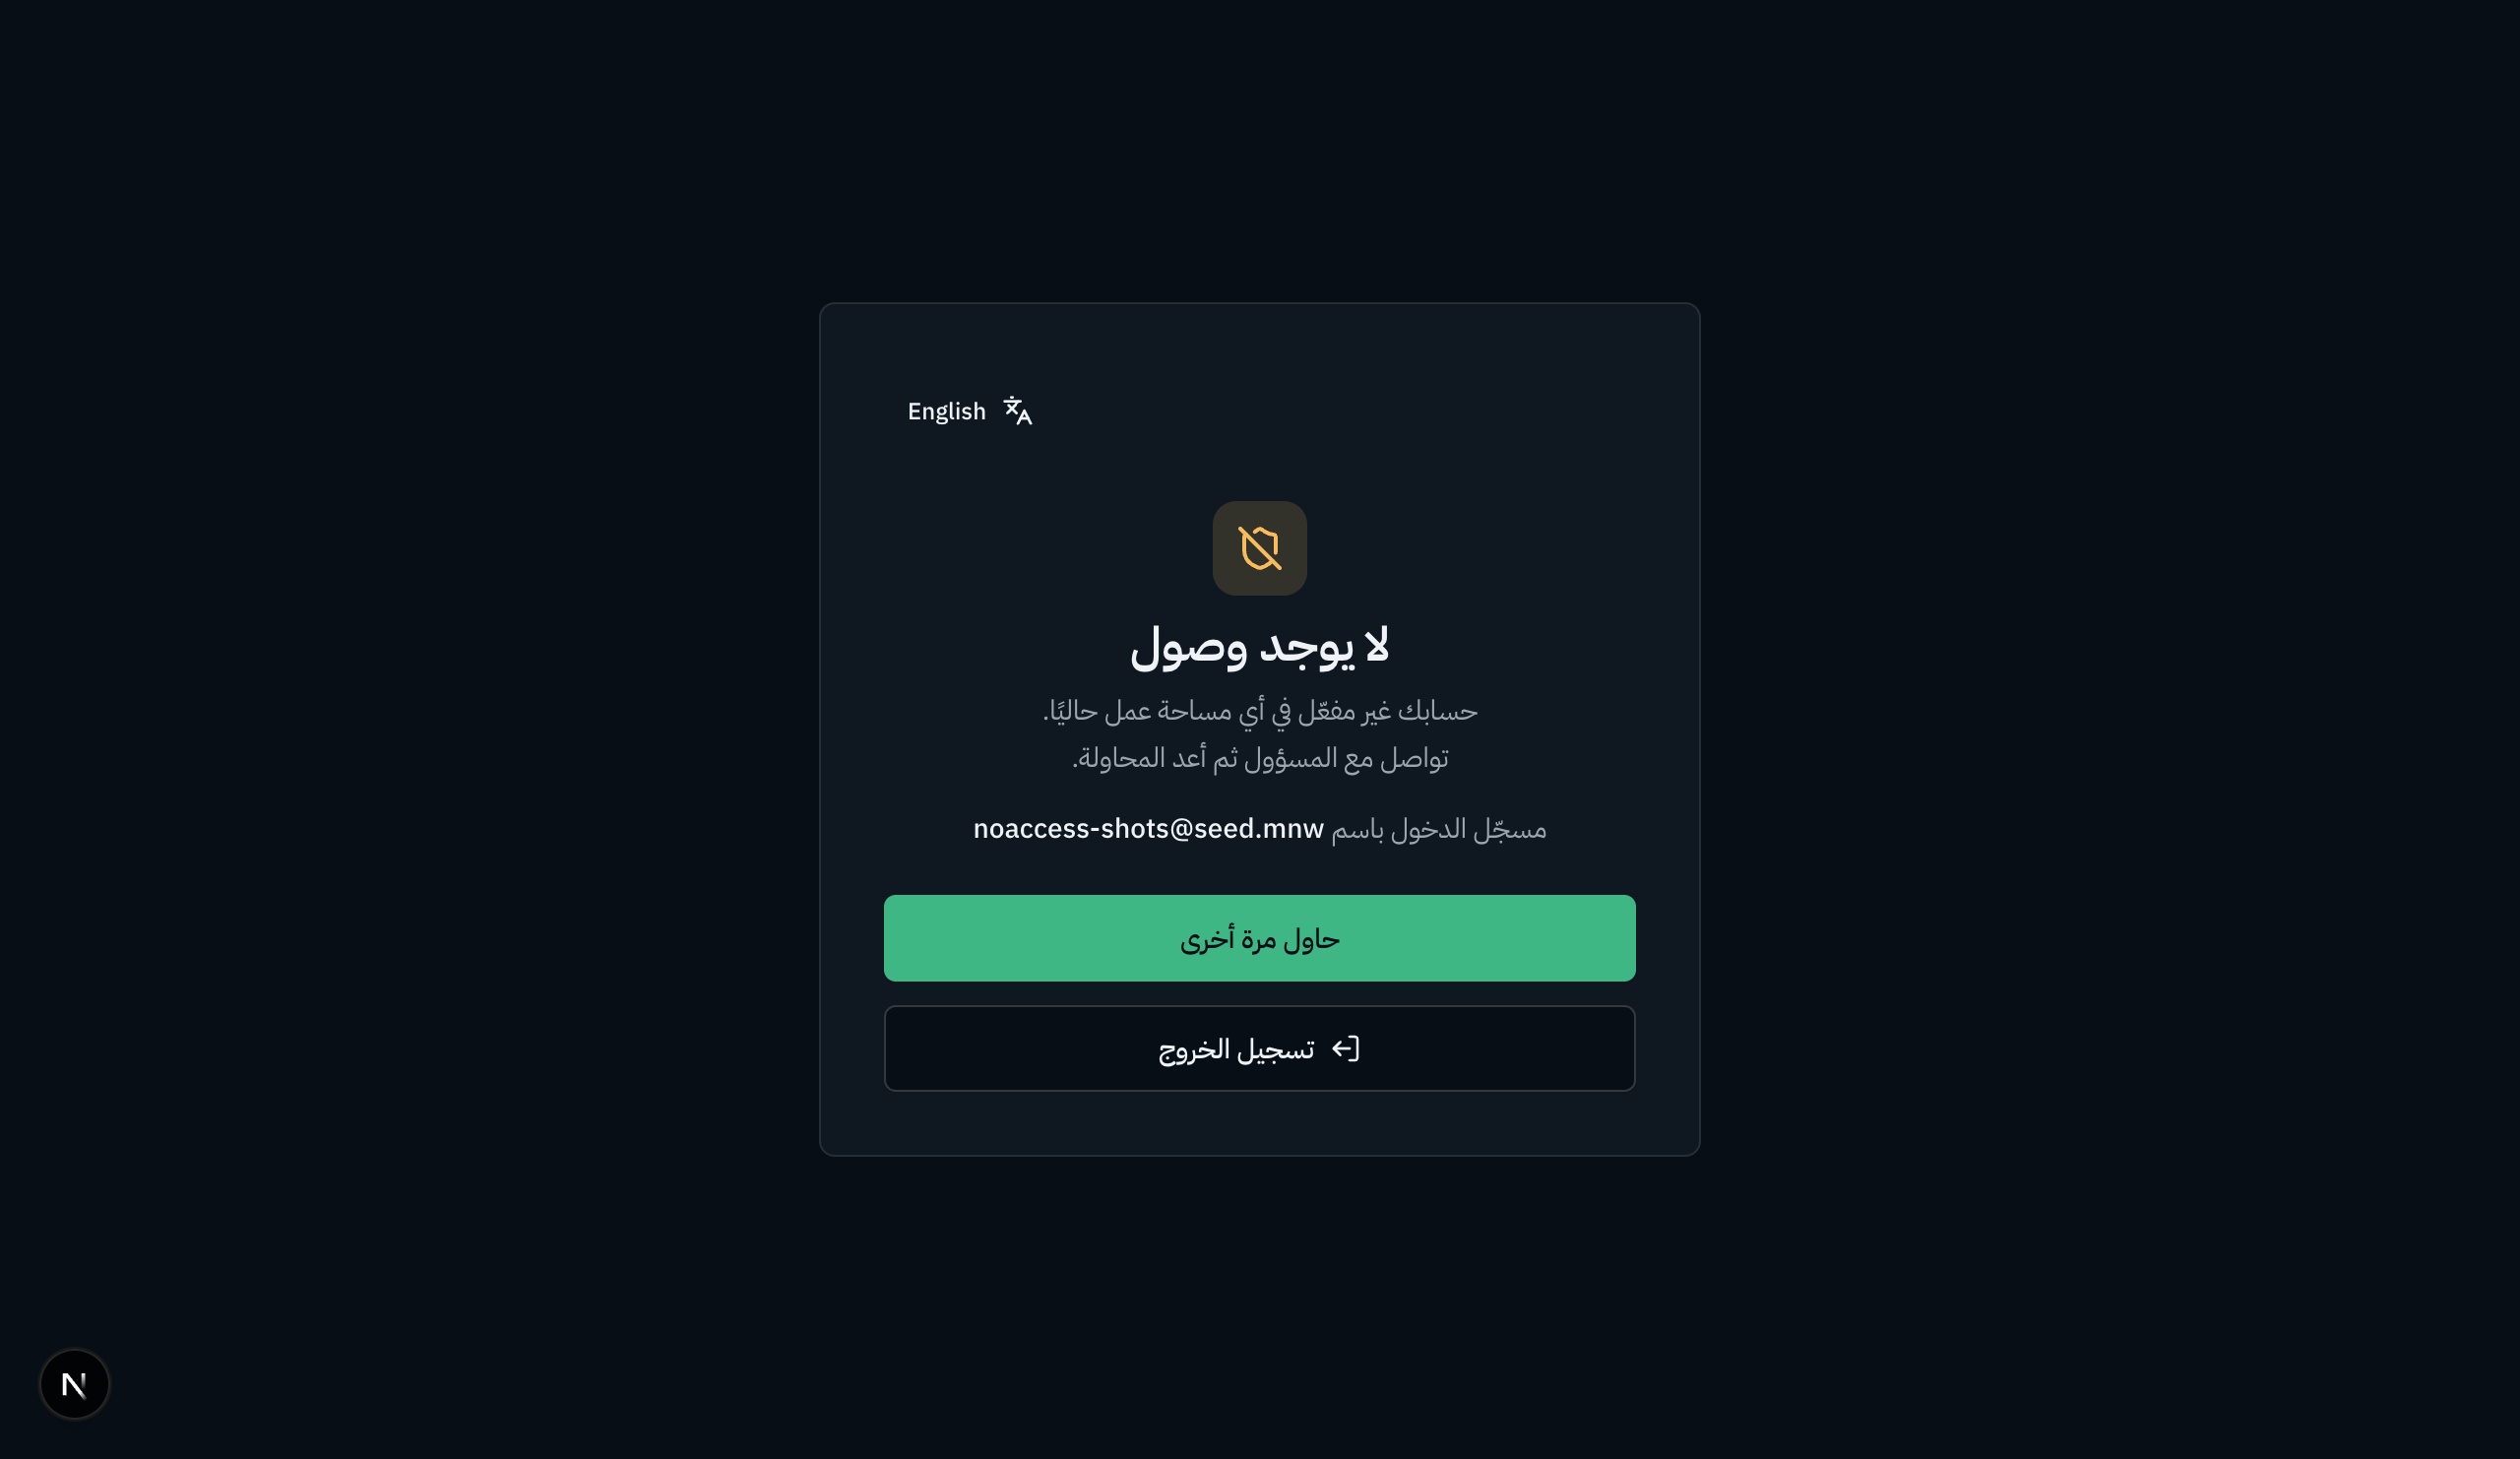 English
لا يوجد وصول
حسابك غير مفعّل في أي مساحة عمل حاليًا.
تواصل مع المسؤول ثم أعد المحاولة.
مسجّل الدخول باسم noaccess-shots@seed.mnw
حاول مرة أخرى
تسجيل الخروج
N